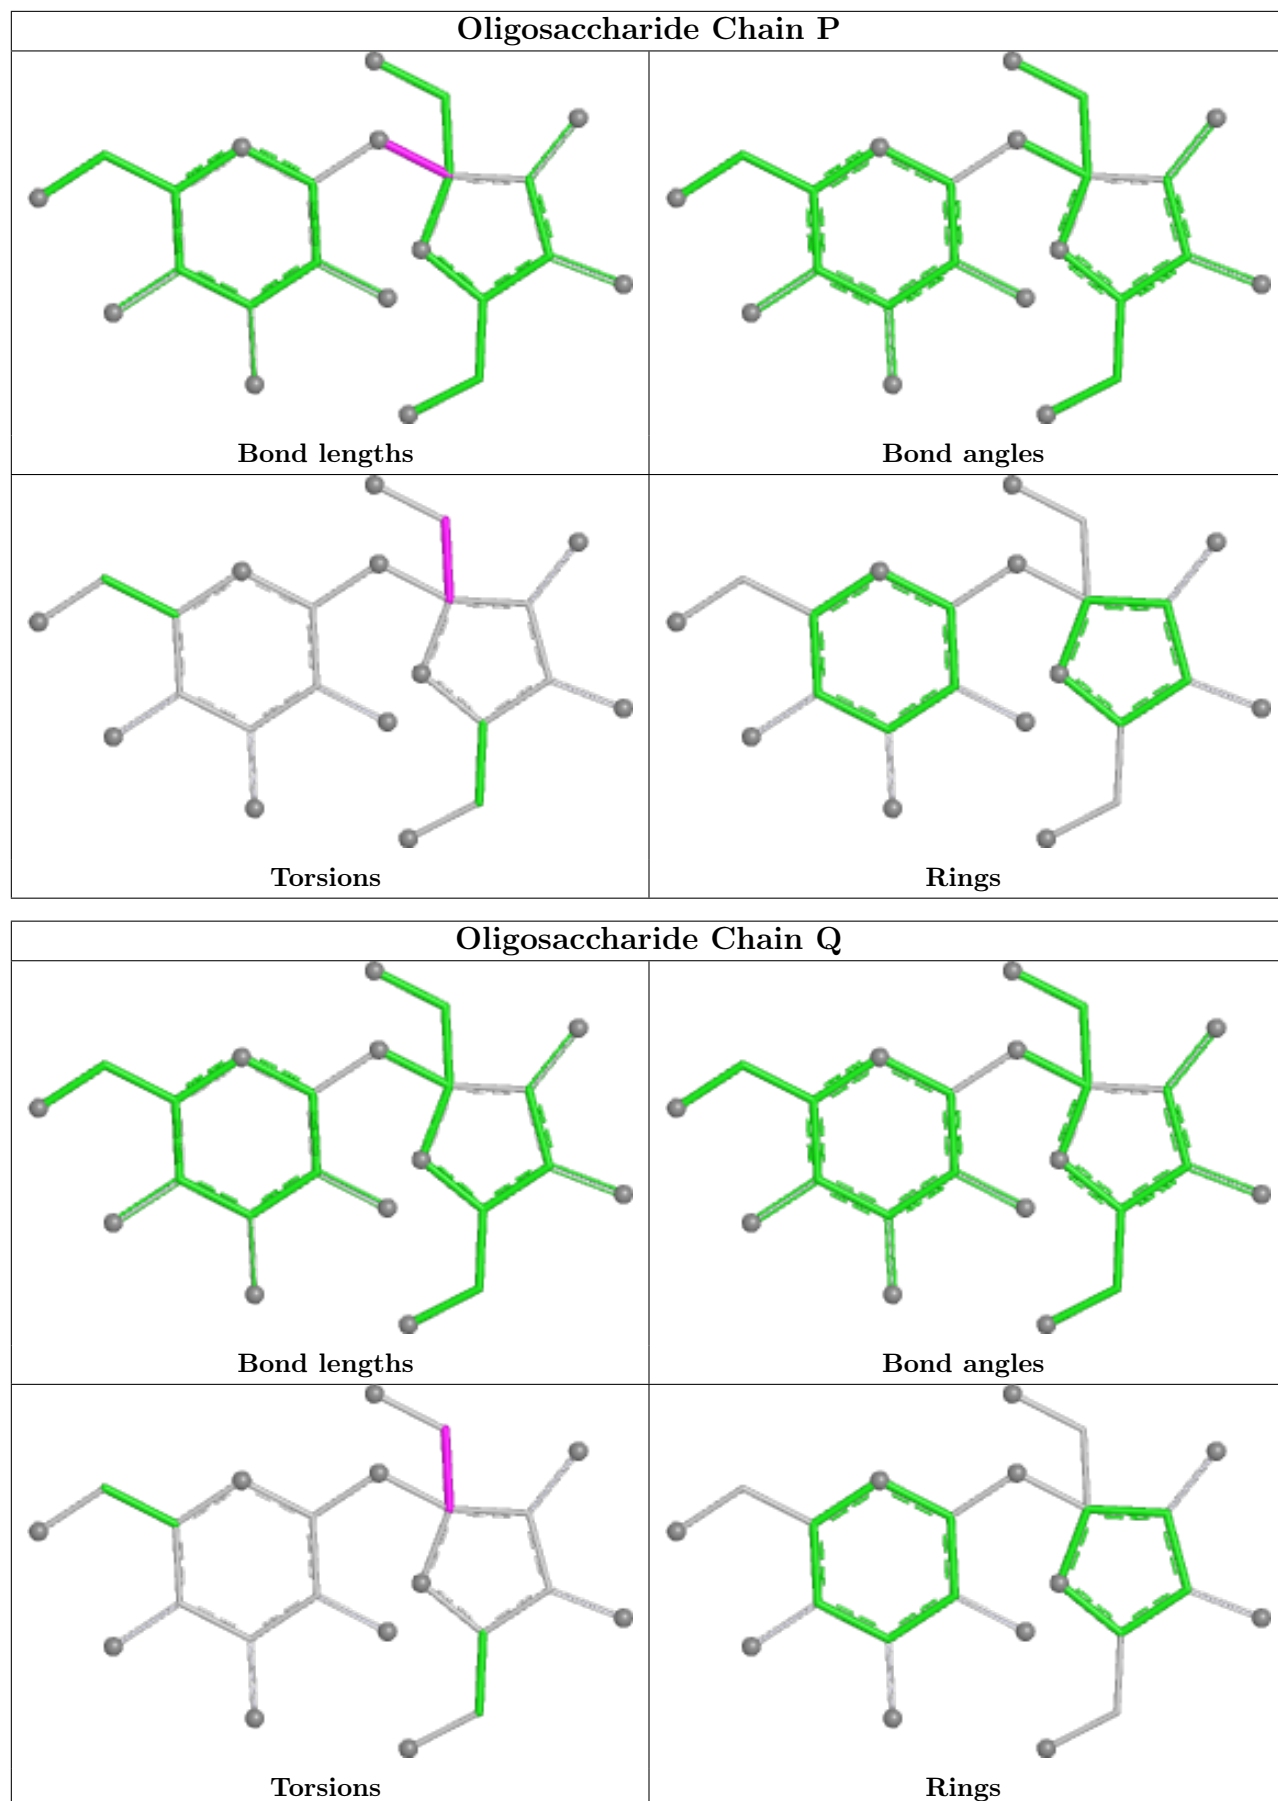 Oligosaccharide Chain P
Bond lengths
Bond angles
Torsions
Rings
Oligosaccharide Chain Q
Bond lengths
Bond angles
Torsions
Rings